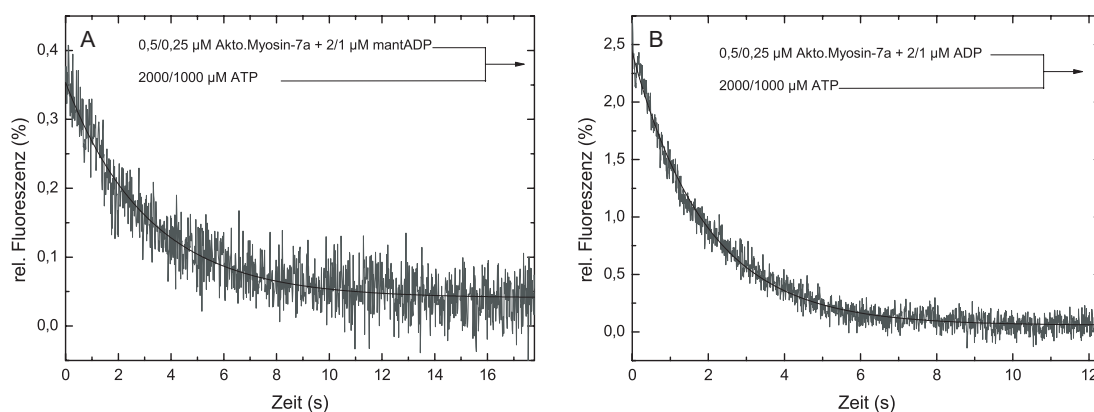 A
0,5/0,25 µM Akto.Myosin-7a + 2/1 µM mantADP
2000/1000 µM ATP
rel. Fluoreszenz (%)
0,4
0,3
0,2
0,1
0,0
0 2 4 6 8 10 12 14 16
Zeit (s)
B
0,5/0,25 µM Akto.Myosin-7a + 2/1 µM ADP
2000/1000 µM ATP
rel. Fluoreszenz (%)
2,5
2,0
1,5
1,0
0,5
0,0
0 2 4 6 8 10 12
Zeit (s)